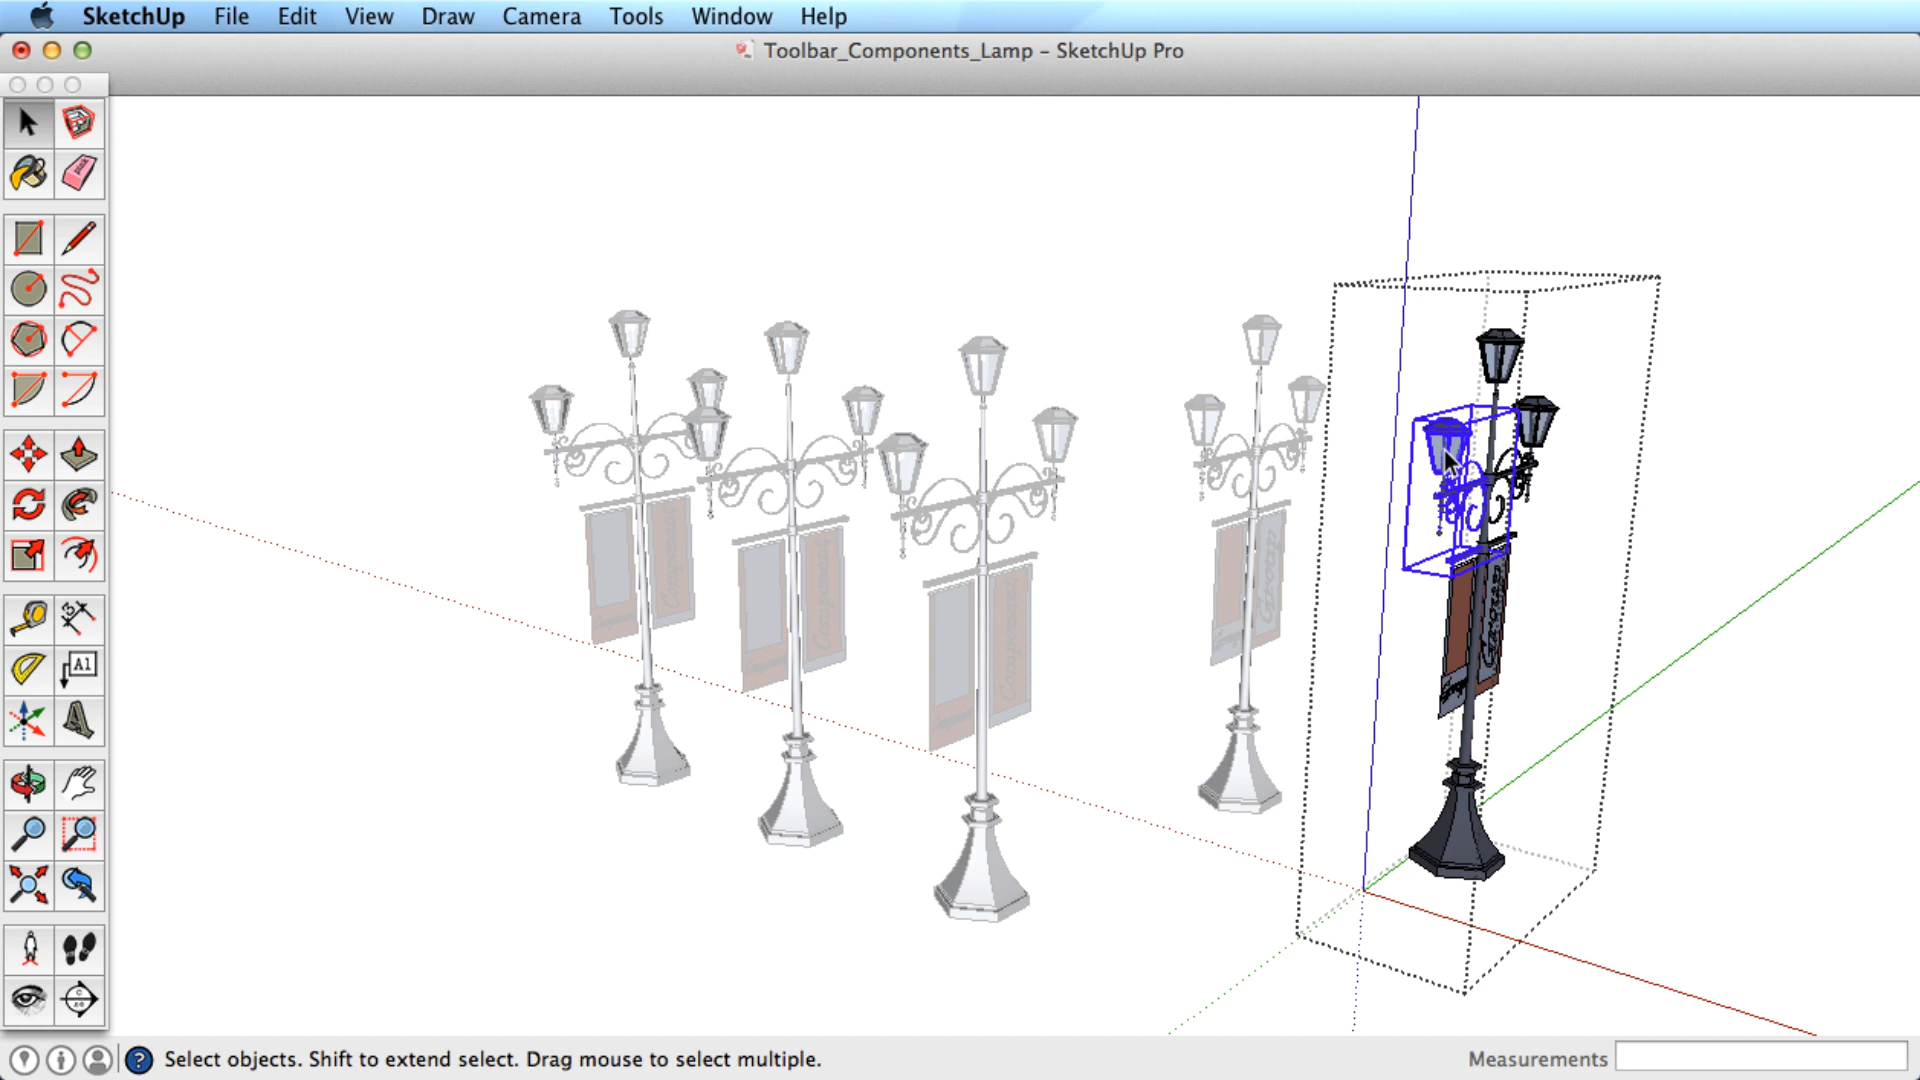 SketchUp File Edit View Draw Camera Tools Window Help
Toolbar_Components_Lamp – SketchUp Pro
A1
Select objects. Shift to extend select. Drag mouse to select multiple.
Measurements